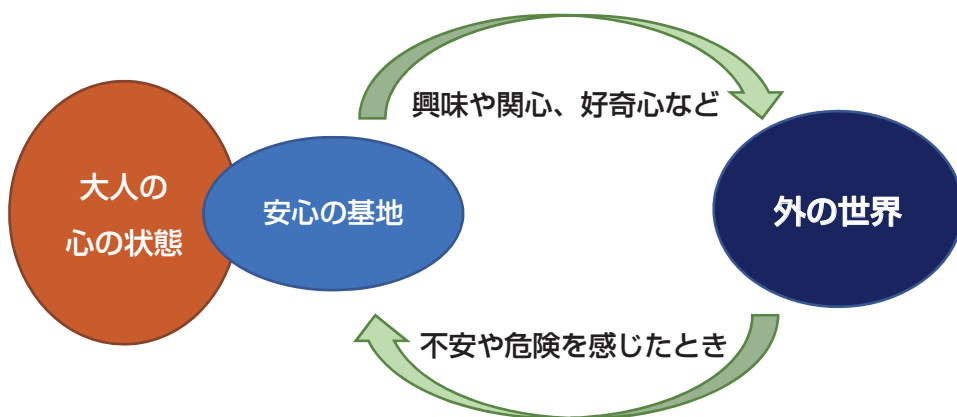 興味や関心、好奇心など
大人の
心の状態
安心の基地
外の世界
不安や危険を感じたとき